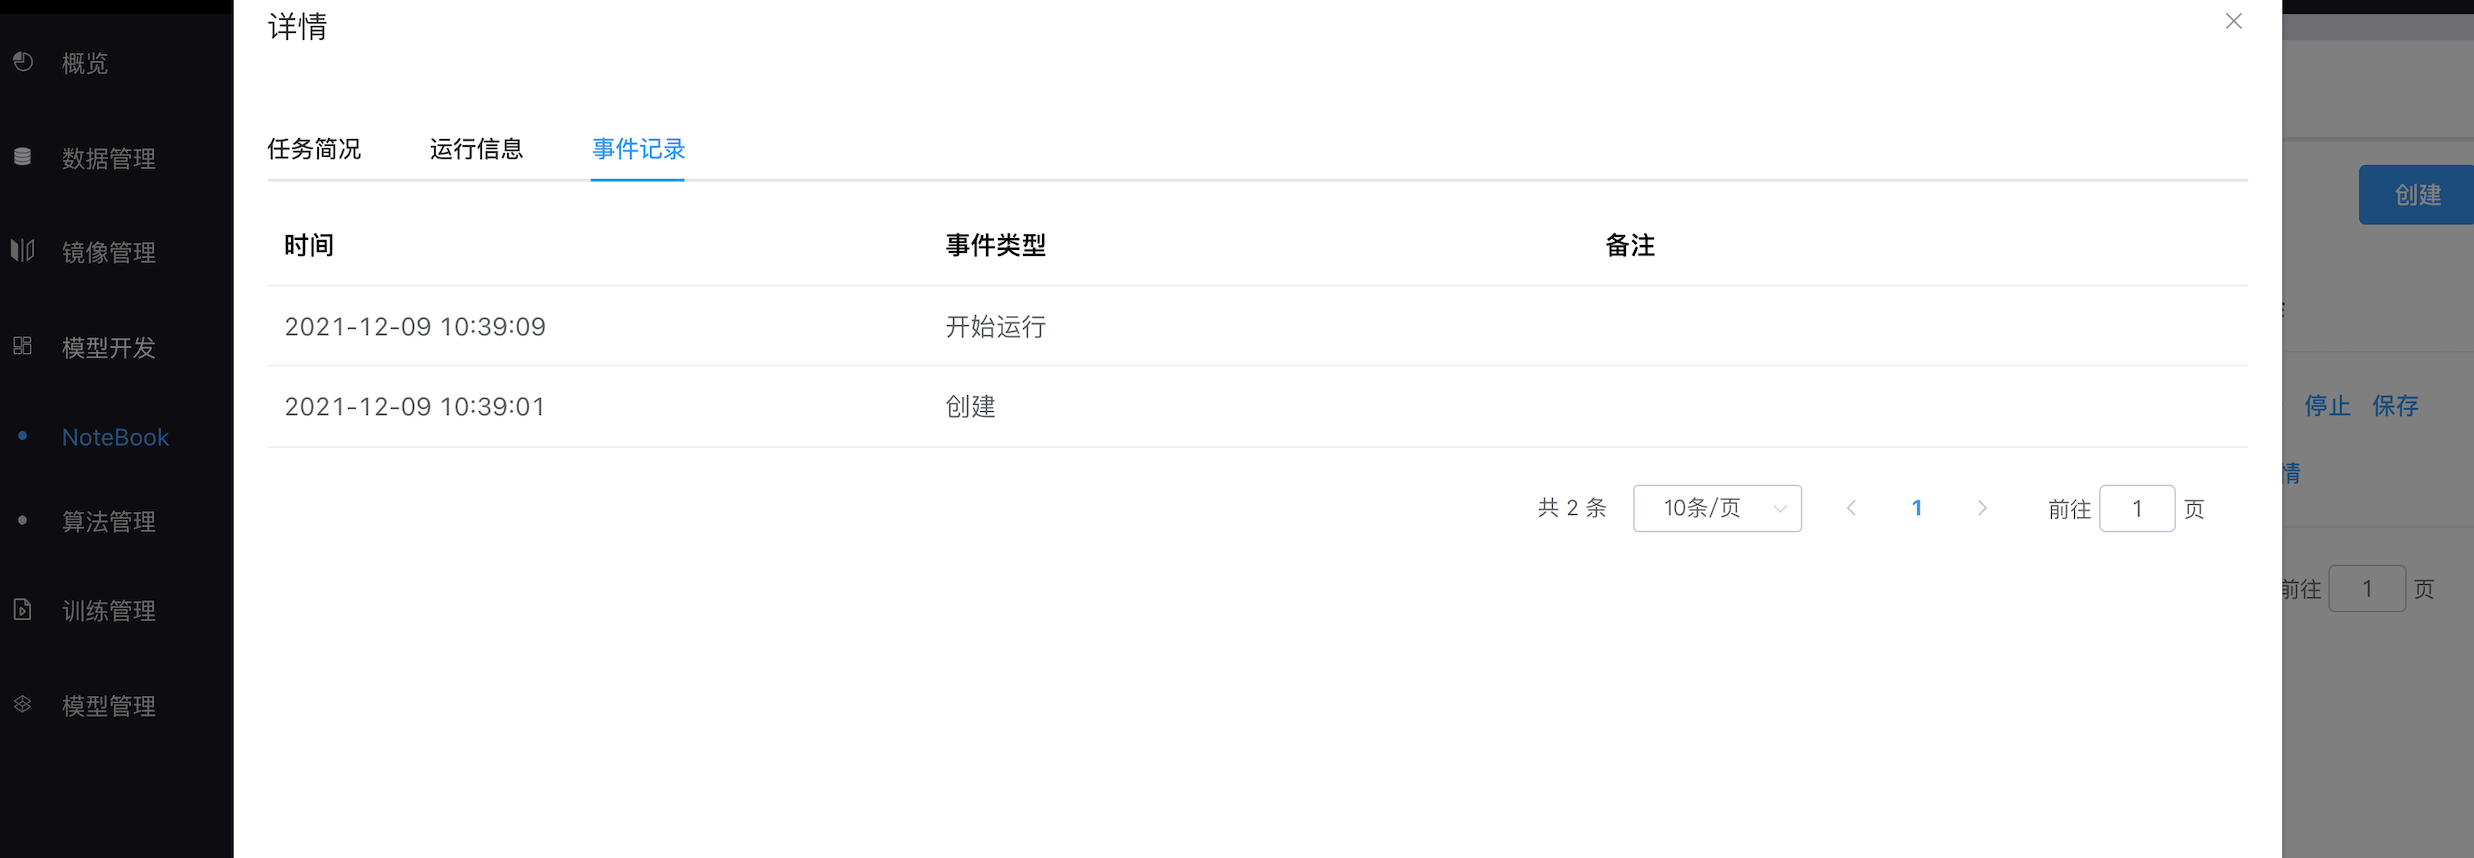 详情
概览
数据管理
镜像管理
模型开发
NoteBook
算法管理
训练管理
模型管理
任务简况 运行信息 事件记录
时间 事件类型 备注
2021-12-09 10:39:09 开始运行
2021-12-09 10:39:01 创建
共 2 条 10条/页 1 前往 1 页
创建
停止 保存
情
前往 1 页